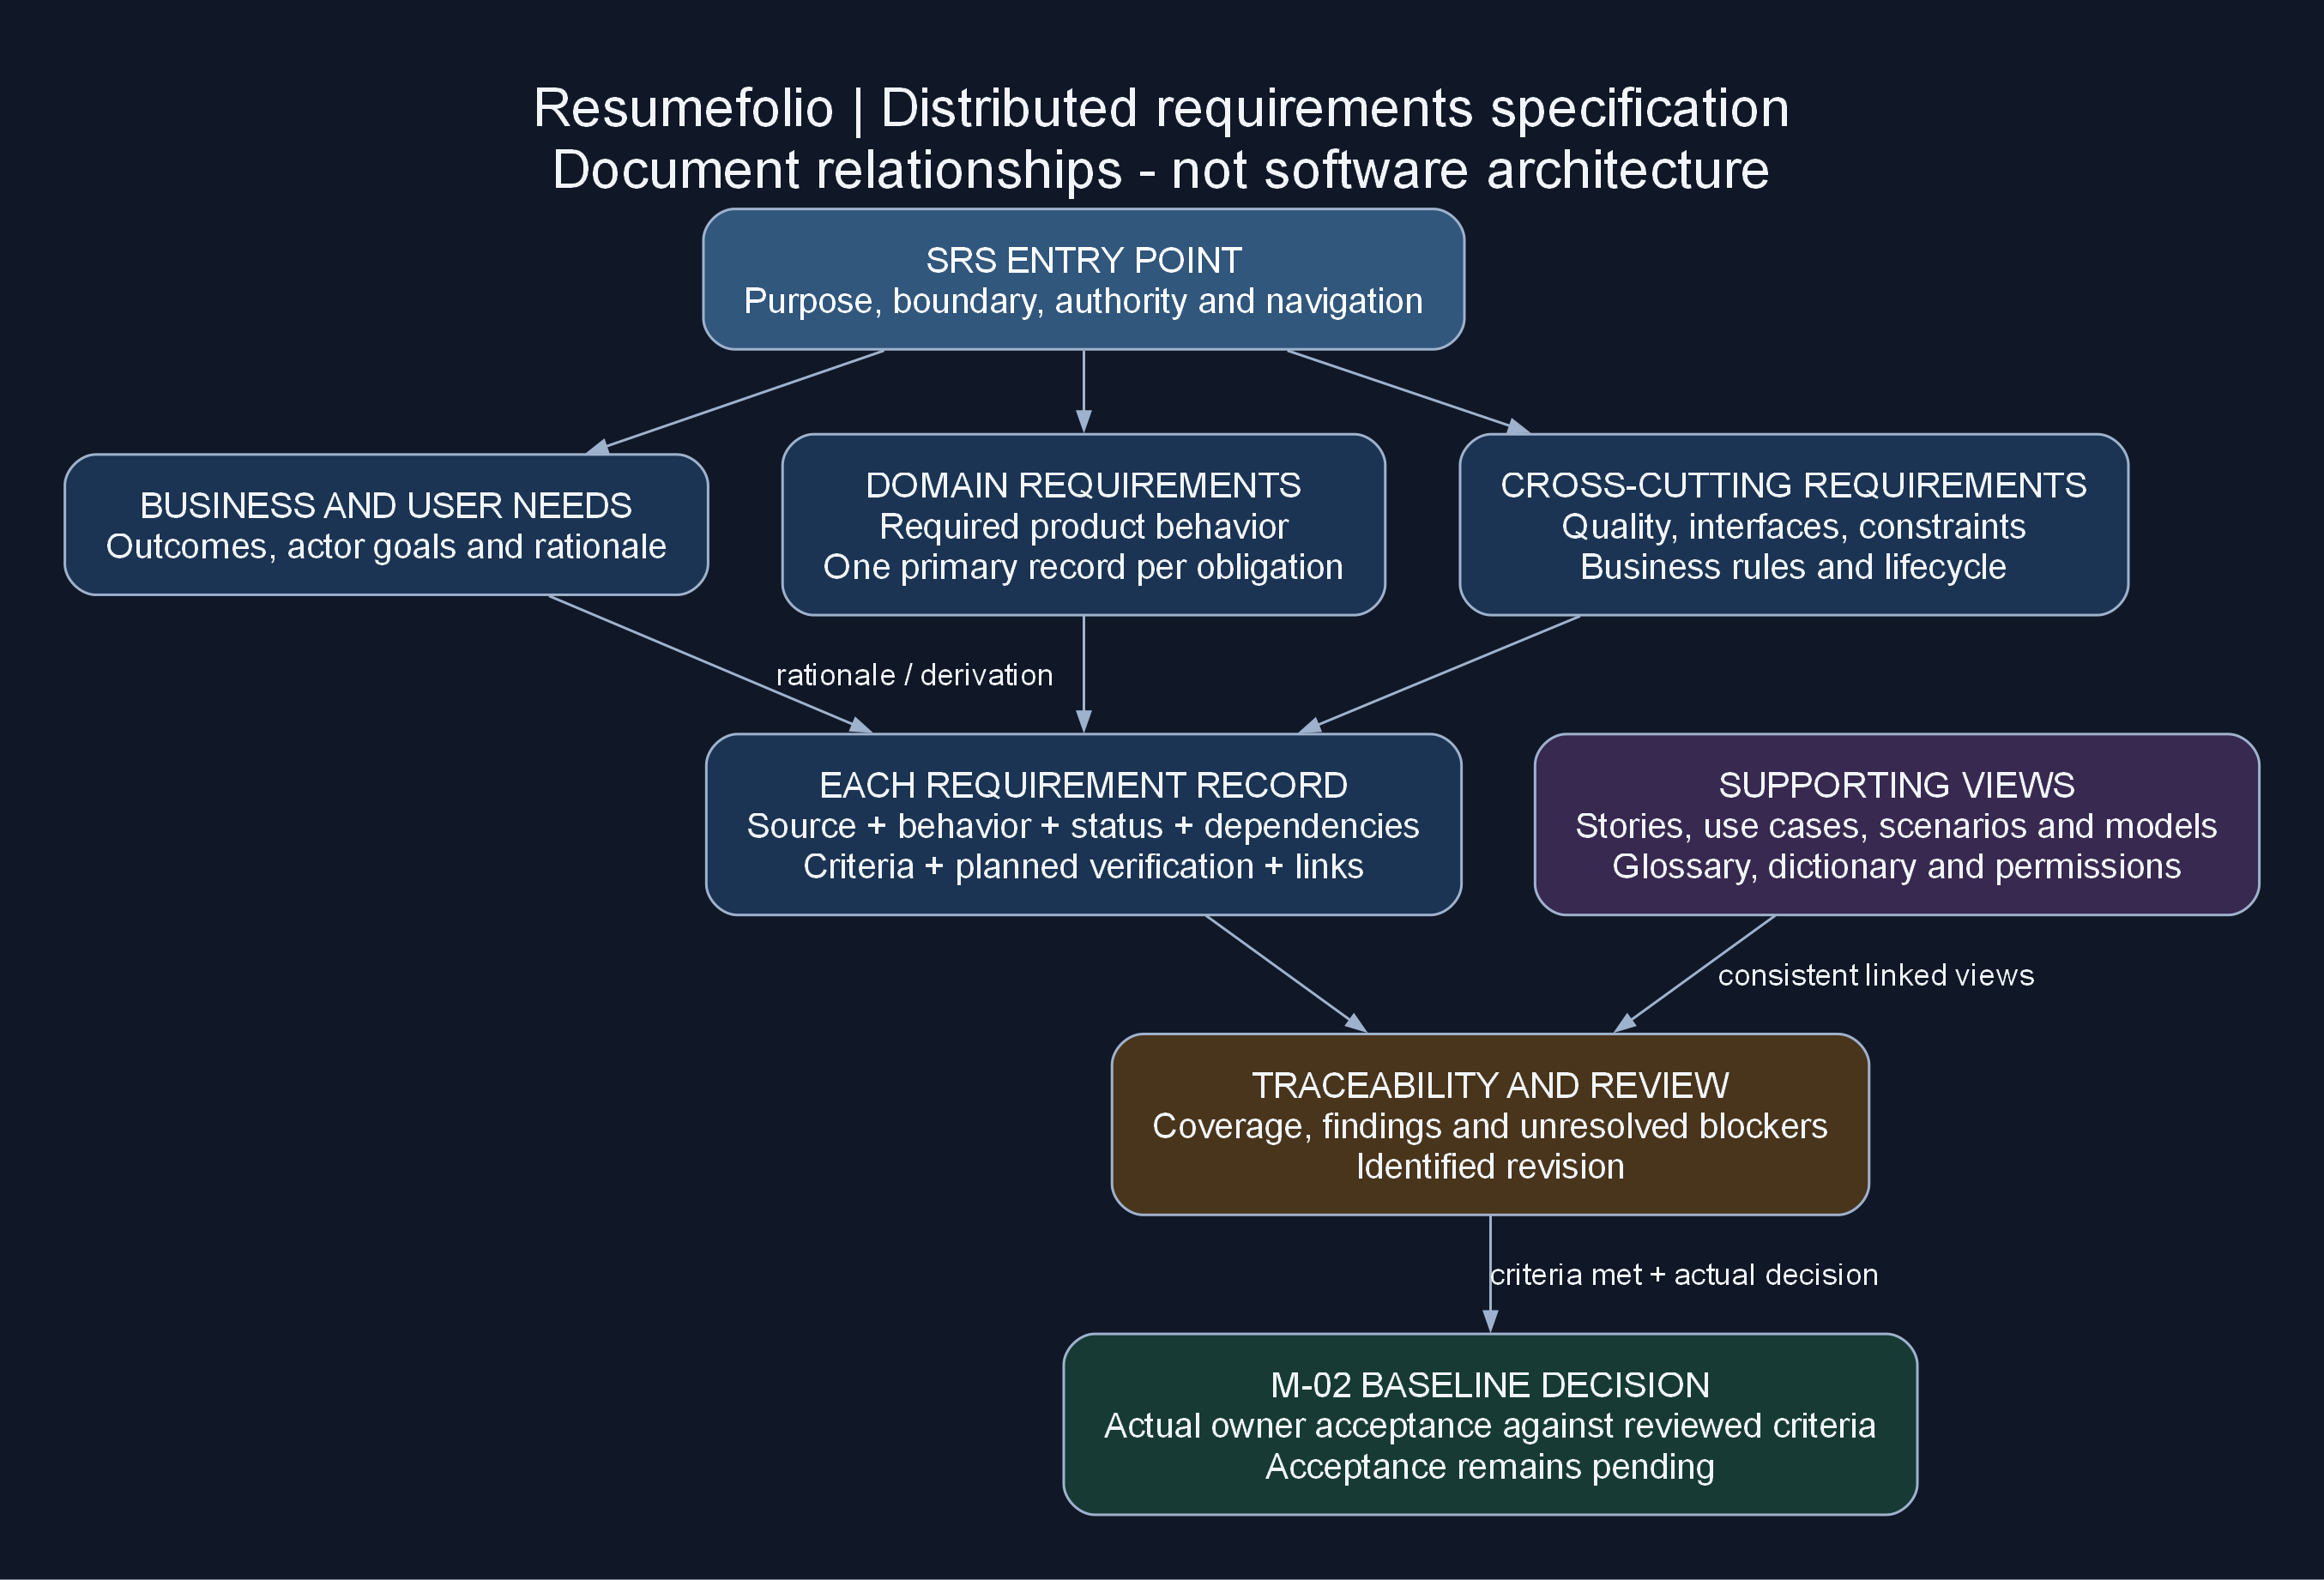 Resumefolio | Distributed requirements specification
Document relationships - not software architecture
SRS ENTRY POINT
Purpose, boundary, authority and navigation
BUSINESS AND USER NEEDS
Outcomes, actor goals and rationale
DOMAIN REQUIREMENTS
Required product behavior
One primary record per obligation
CROSS-CUTTING REQUIREMENTS
Quality, interfaces, constraints
Business rules and lifecycle
rationale / derivation
EACH REQUIREMENT RECORD
Source + behavior + status + dependencies
Criteria + planned verification + links
SUPPORTING VIEWS
Stories, use cases, scenarios and models
Glossary, dictionary and permissions
consistent linked views
TRACEABILITY AND REVIEW
Coverage, findings and unresolved blockers
Identified revision
criteria met + actual decision
M-02 BASELINE DECISION
Actual owner acceptance against reviewed criteria
Acceptance remains pending